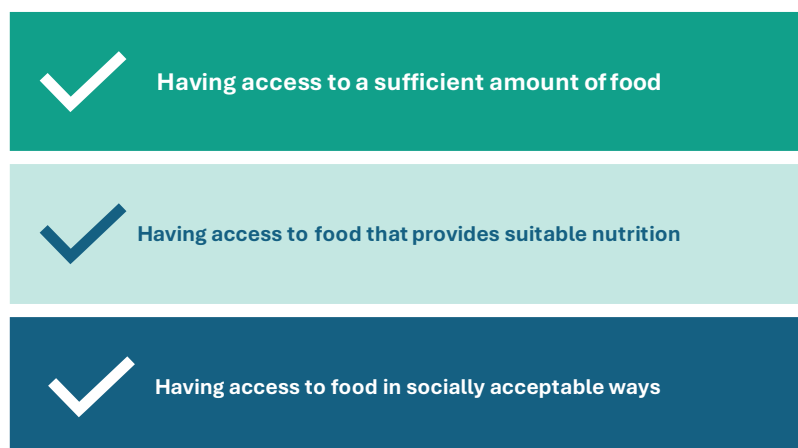 Having access to a sufficient amount of food
Having access to food that provides suitable nutrition
Having access to food in socially acceptable ways